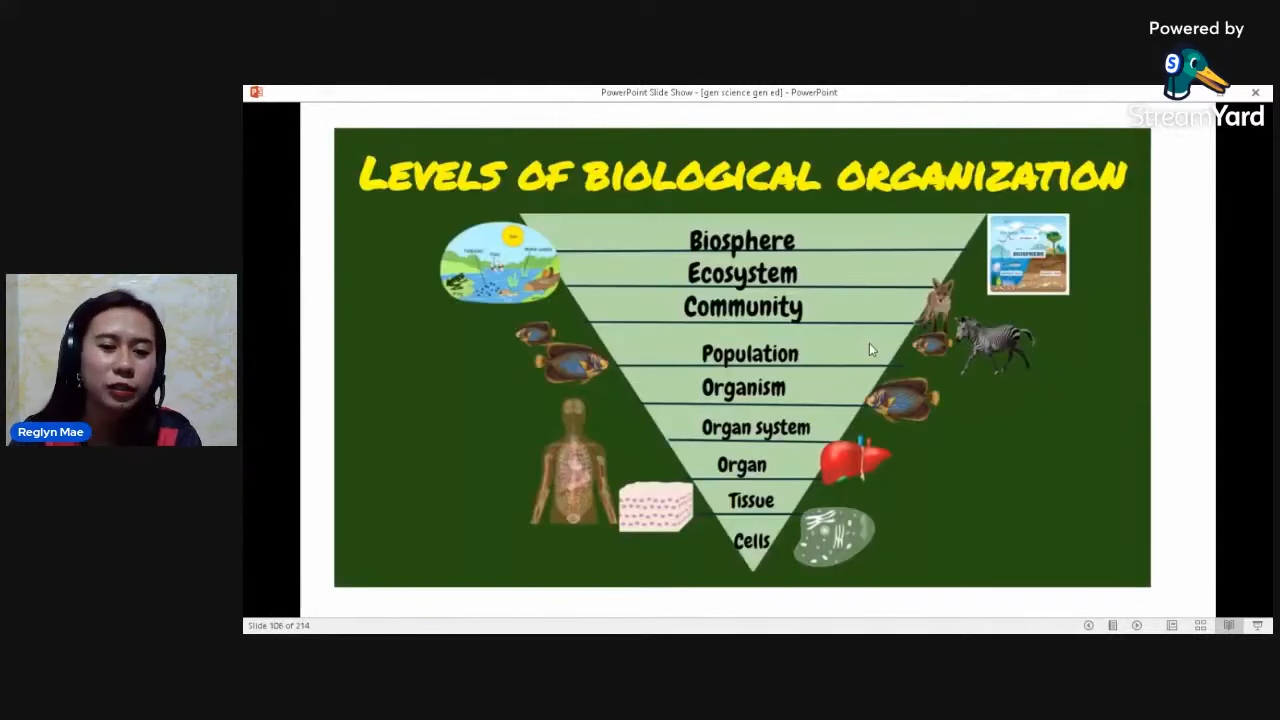 Powered by
S
StreamYard
PowerPoint Slide Show - [gen science gen ed] - PowerPoint
LEVELS OF BIOLOGICAL ORGANIZATION
Biosphere
Ecosystem
Community
BIOSPHERE
Population
Organism
Organ system
Organ
Tissue
Cells
Reglyn Mae
Slide 106 of 214